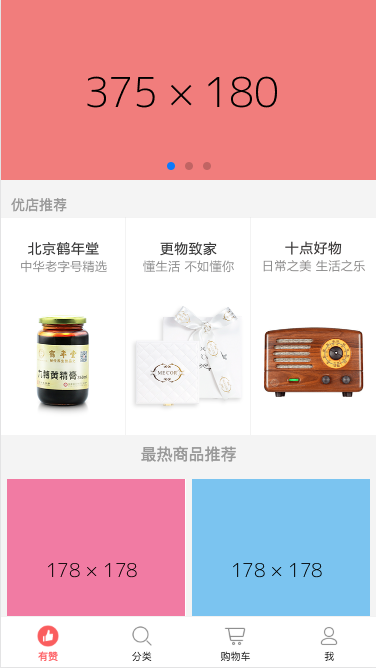 375 × 180
优店推荐
北京鹤年堂
中华老字号精选
更物致家
懂生活 不如懂你
十点好物
日常之美 生活之乐
MECOR
最热商品推荐
178 × 178
178 × 178
有赞
分类
购物车
我